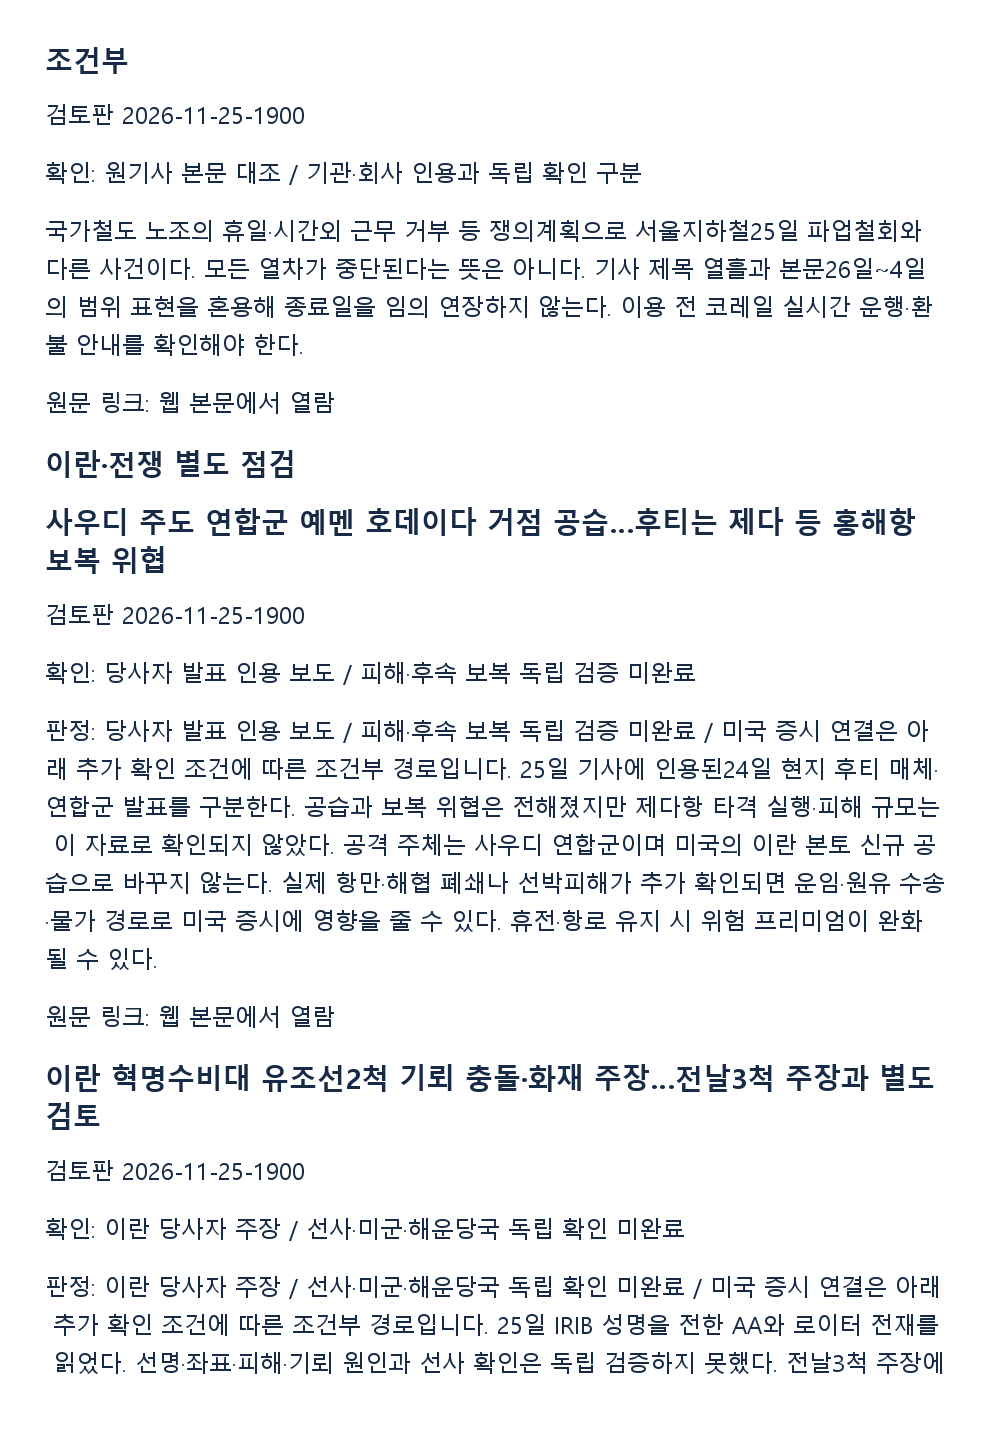 조건부
검토판 2026-11-25-1900
확인: 원기사 본문 대조 / 기관·회사 인용과 독립 확인 구분
국가철도 노조의 휴일·시간외 근무 거부 등 쟁의계획으로 서울지하철25일 파업철회와
다른 사건이다. 모든 열차가 중단된다는 뜻은 아니다. 기사 제목 열흘과 본문26일~4일
의 범위 표현을 혼용해 종료일을 임의 연장하지 않는다. 이용 전 코레일 실시간 운행·환
불 안내를 확인해야 한다.
원문 링크: 웹 본문에서 열람
이란·전쟁 별도 점검
사우디 주도 연합군 예멘 호데이다 거점 공습…후티는 제다 등 홍해항
보복 위협
검토판 2026-11-25-1900
확인: 당사자 발표 인용 보도 / 피해·후속 보복 독립 검증 미완료
판정: 당사자 발표 인용 보도 / 피해·후속 보복 독립 검증 미완료 / 미국 증시 연결은 아
래 추가 확인 조건에 따른 조건부 경로입니다. 25일 기사에 인용된24일 현지 후티 매체·
연합군 발표를 구분한다. 공습과 보복 위협은 전해졌지만 제다항 타격 실행·피해 규모는
이 자료로 확인되지 않았다. 공격 주체는 사우디 연합군이며 미국의 이란 본토 신규 공
습으로 바꾸지 않는다. 실제 항만·해협 폐쇄나 선박피해가 추가 확인되면 운임·원유 수송
·물가 경로로 미국 증시에 영향을 줄 수 있다. 휴전·항로 유지 시 위험 프리미엄이 완화
될 수 있다.
원문 링크: 웹 본문에서 열람
이란 혁명수비대 유조선2척 기뢰 충돌·화재 주장…전날3척 주장과 별도
검토
검토판 2026-11-25-1900
확인: 이란 당사자 주장 / 선사·미군·해운당국 독립 확인 미완료
판정: 이란 당사자 주장 / 선사·미군·해운당국 독립 확인 미완료 / 미국 증시 연결은 아래
추가 확인 조건에 따른 조건부 경로입니다. 25일 IRIB 성명을 전한 AA와 로이터 전재를
읽었다. 선명·좌표·피해·기뢰 원인과 선사 확인은 독립 검증하지 못했다. 전날3척 주장에